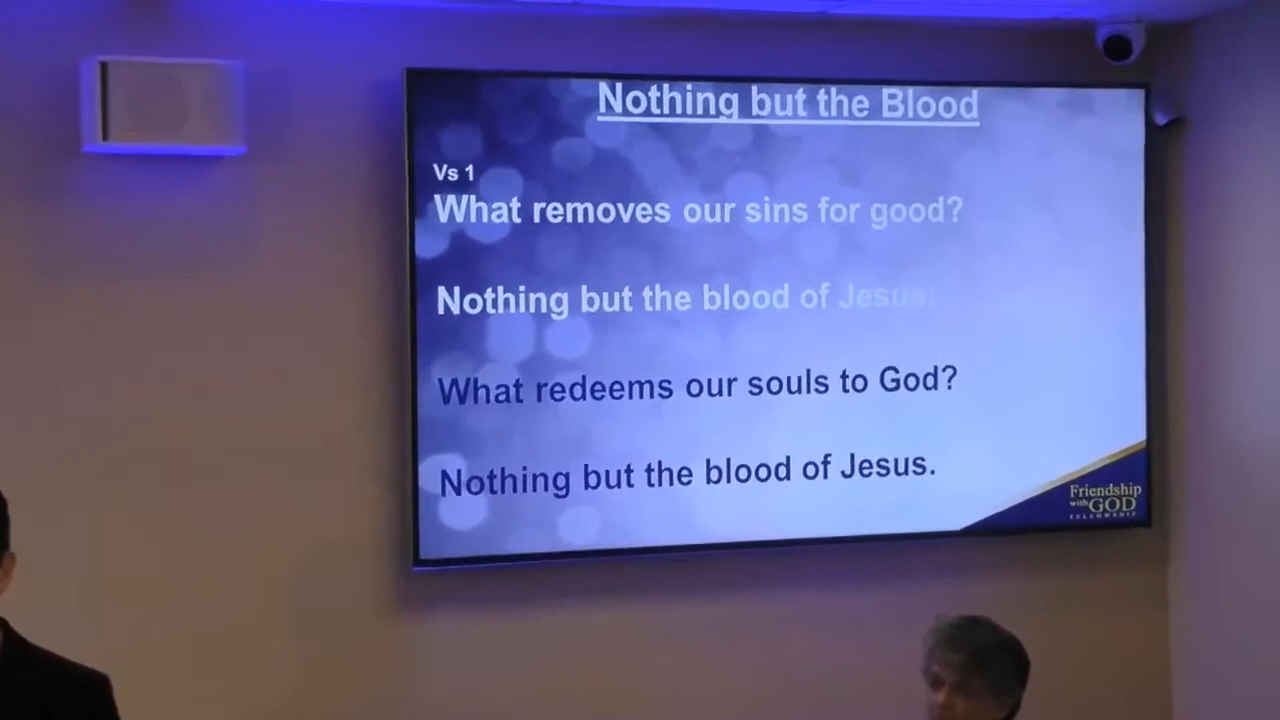 Nothing but the Blood
Vs 1
What removes our sins for good?
Nothing but the blood of Jesus.
What redeems our souls to God?
Nothing but the blood of Jesus.
Friendship
with GOD
FELLOWSHIP